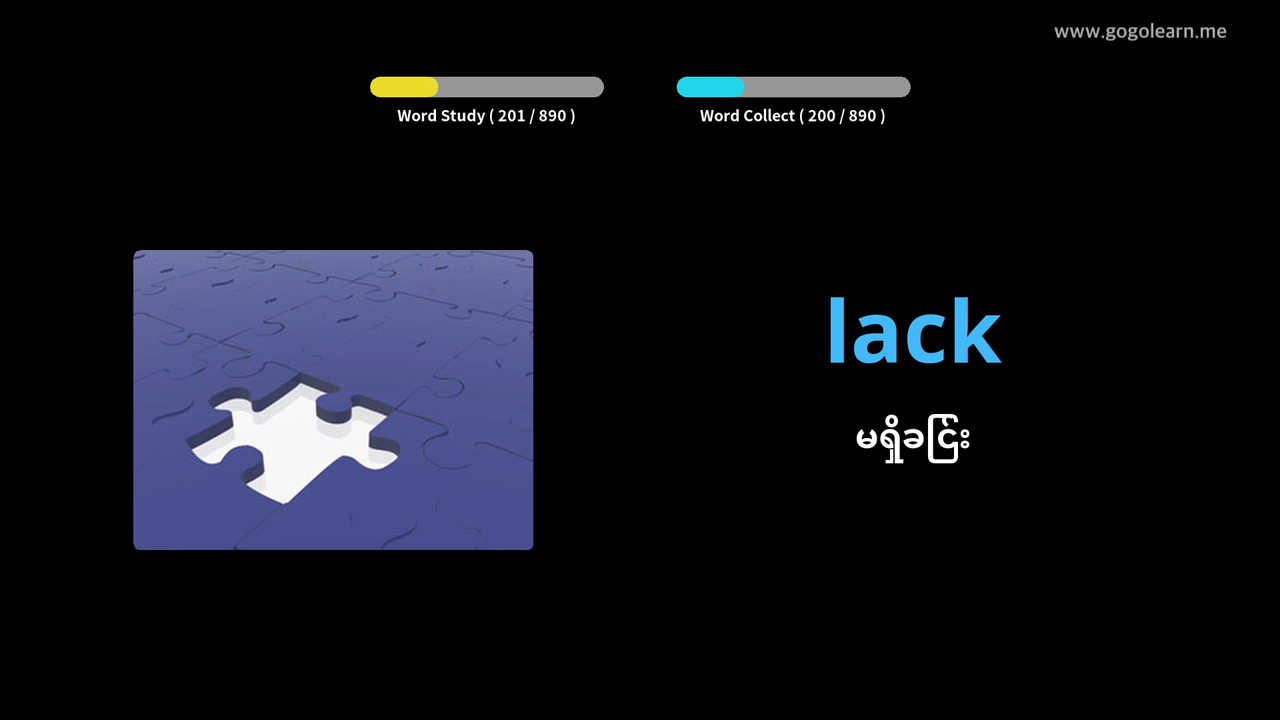 www.gogolearn.me
Word Study ( 201 / 890 )
Word Collect ( 200 / 890 )
lack
မရှိခြင်း